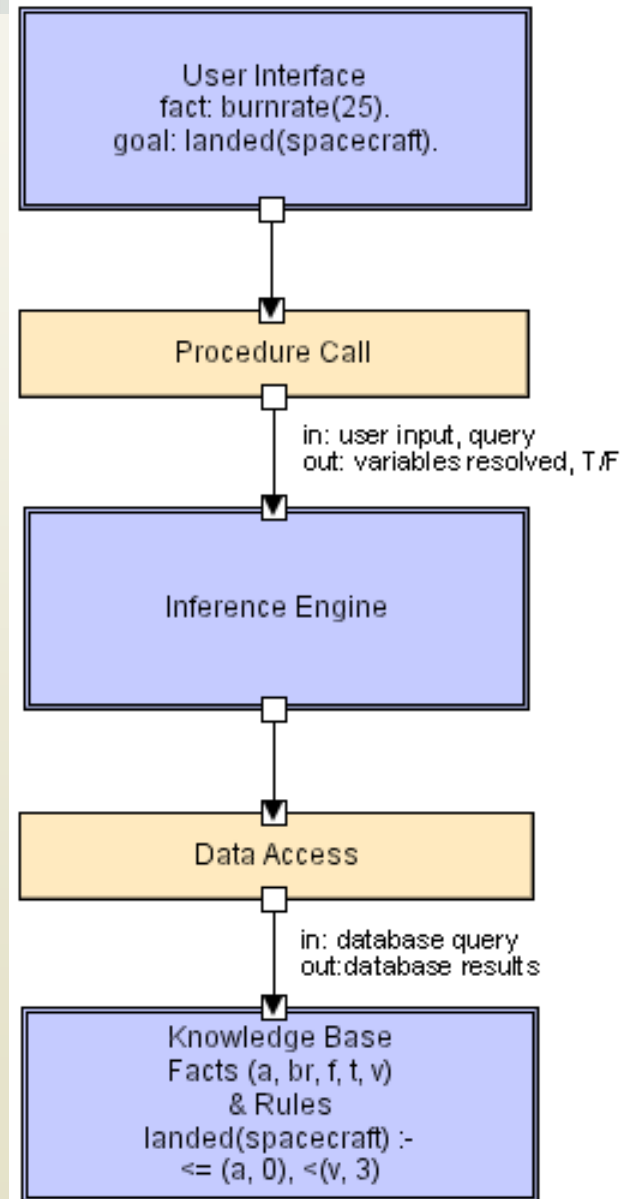 User Interface
fact: burnrate(25).
goal: landed(spacecraft).
Procedure Call
in: user input, query
out: variables resolved, T/F
Inference Engine
Data Access
in: database query
out:database results
Knowledge Base
Facts (a, br, f, t, v)
& Rules
landed(spacecraft) :-
<= (a, 0), <(v, 3)